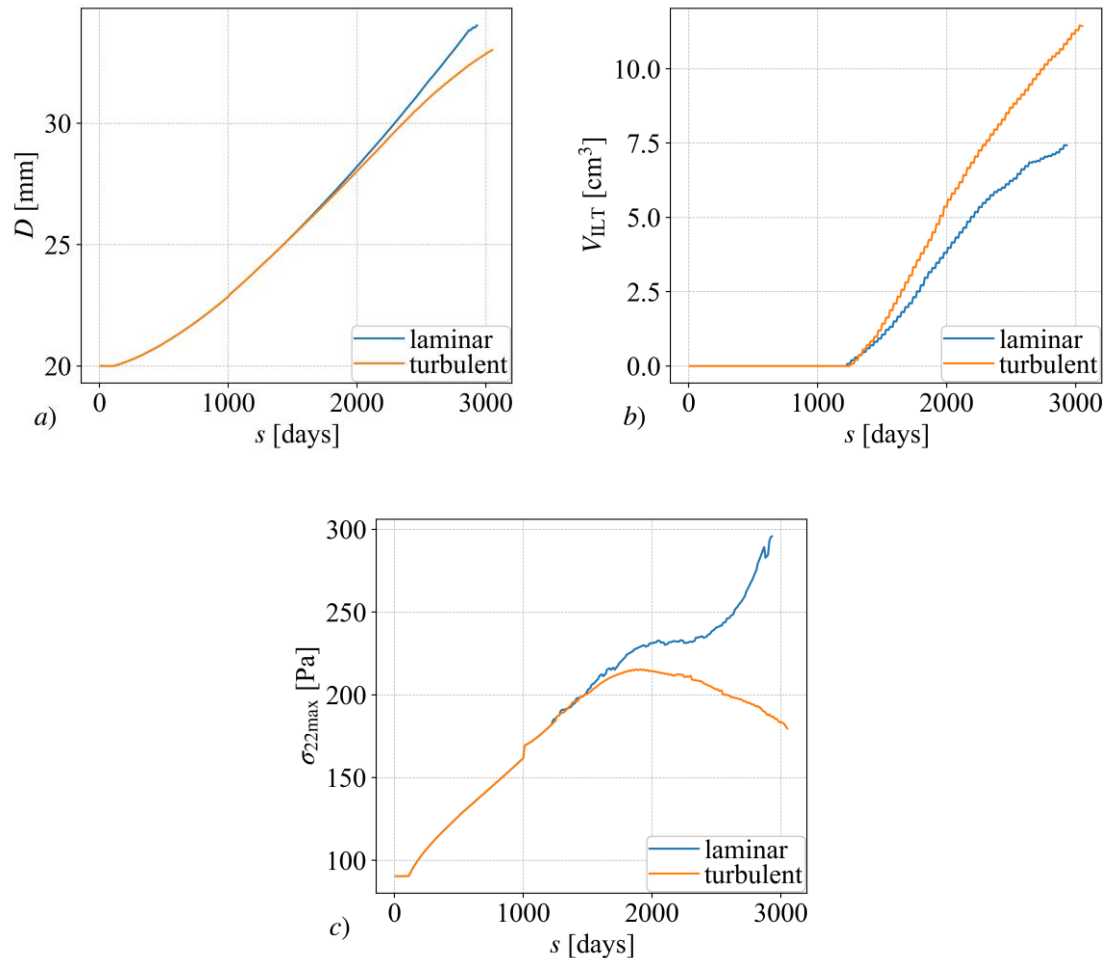 30
25
20
D [mm]
0 1000 2000 3000
s [days]
laminar
turbulent
a)
10.0
7.5
5.0
2.5
0.0
V_ILT [cm³]
0 1000 2000 3000
s [days]
laminar
turbulent
b)
300
250
200
150
100
σ_22max [Pa]
0 1000 2000 3000
s [days]
laminar
turbulent
c)